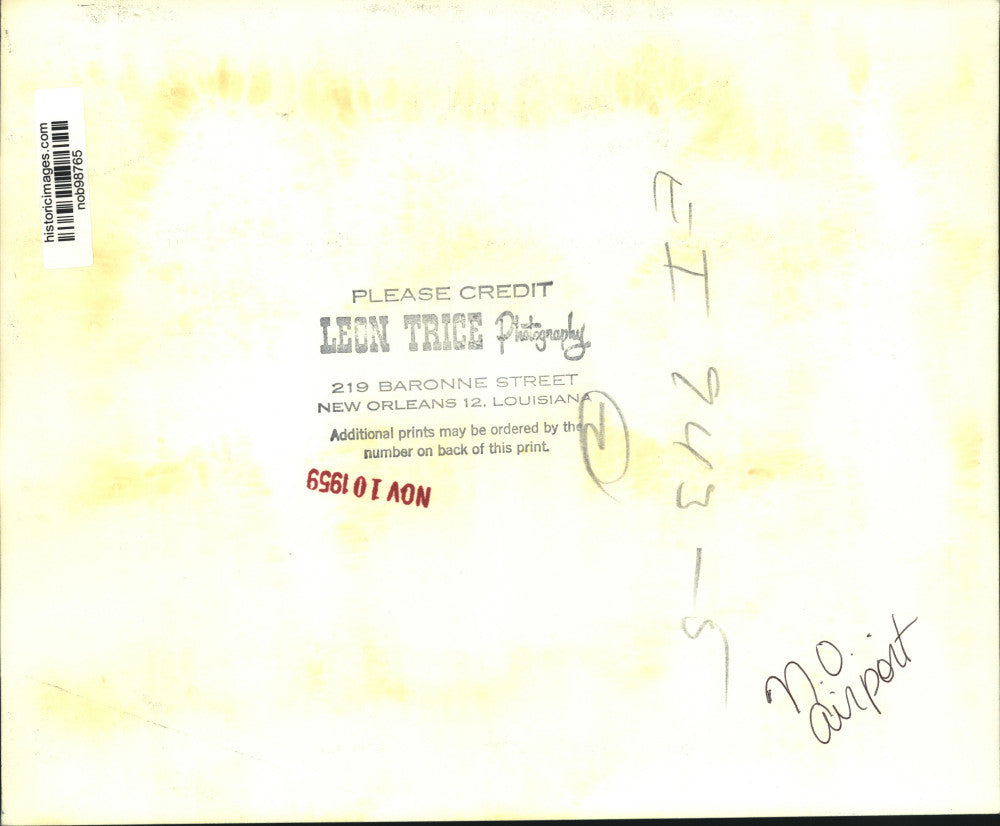 historicimages.com
nob98765
PLEASE CREDIT
LEON TRICE Photography
219 BARONNE STREET
NEW ORLEANS 12, LOUISIANA
Additional prints may be ordered by the
number on back of this print.
NOV 10 1959
N.O.
airport